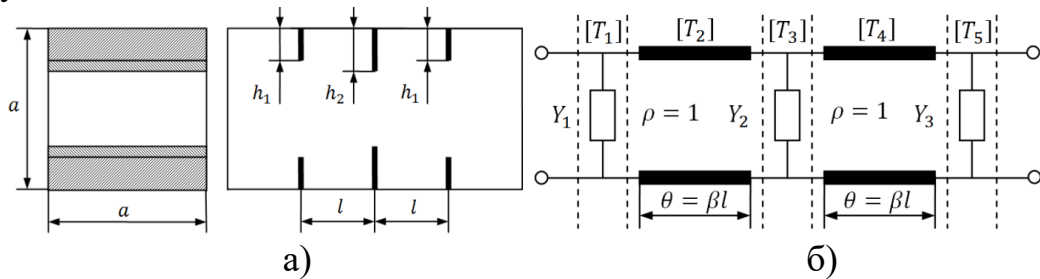 a
a
h₁ h₂ h₁
l l
[T₁] [T₂] [T₃] [T₄] [T₅]
Y₁ ρ = 1 Y₂ ρ = 1 Y₃
θ = βl θ = βl
а) б)